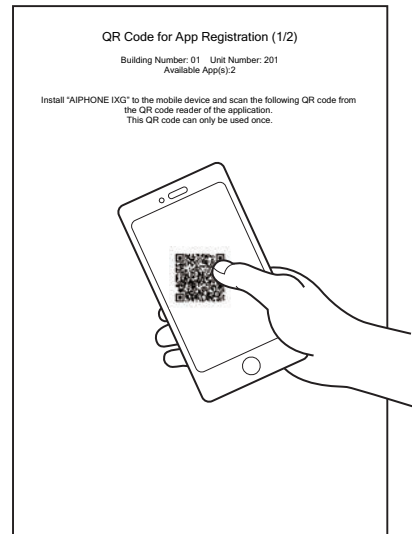 QR Code for App Registration (1/2)
Building Number: 01 Unit Number: 201
Available App(s):2
Install “AIPHONE IXG” to the mobile device and scan the following QR code from
the QR code reader of the application.
This QR code can only be used once.